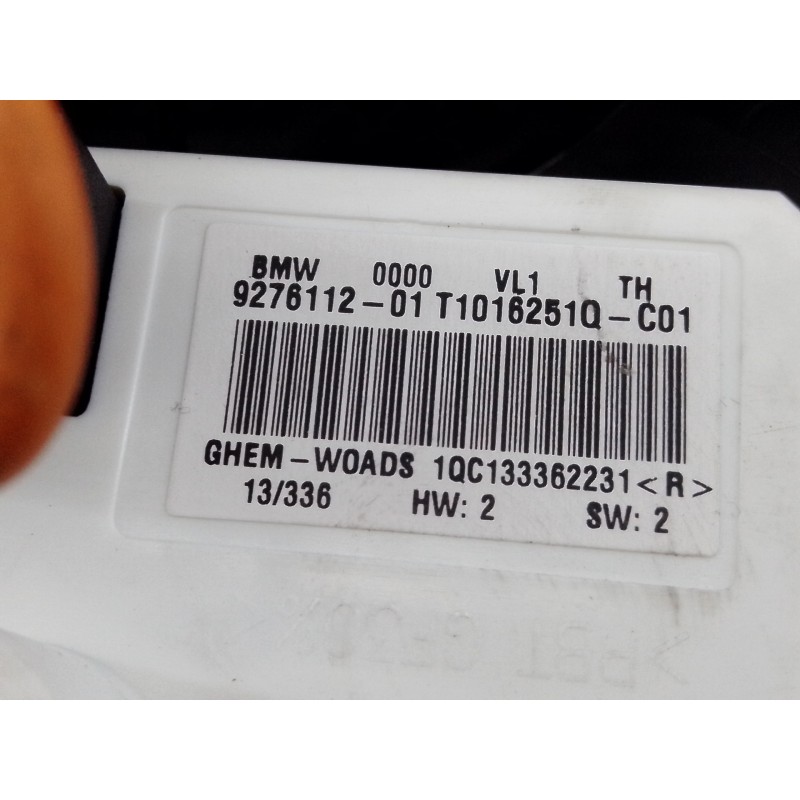 BMW 0000 VL1 TH
9276112-01 T1016251Q-C01
GHEM-WOADS 1QC133362231<R>
13/336 HW: 2 SW: 2